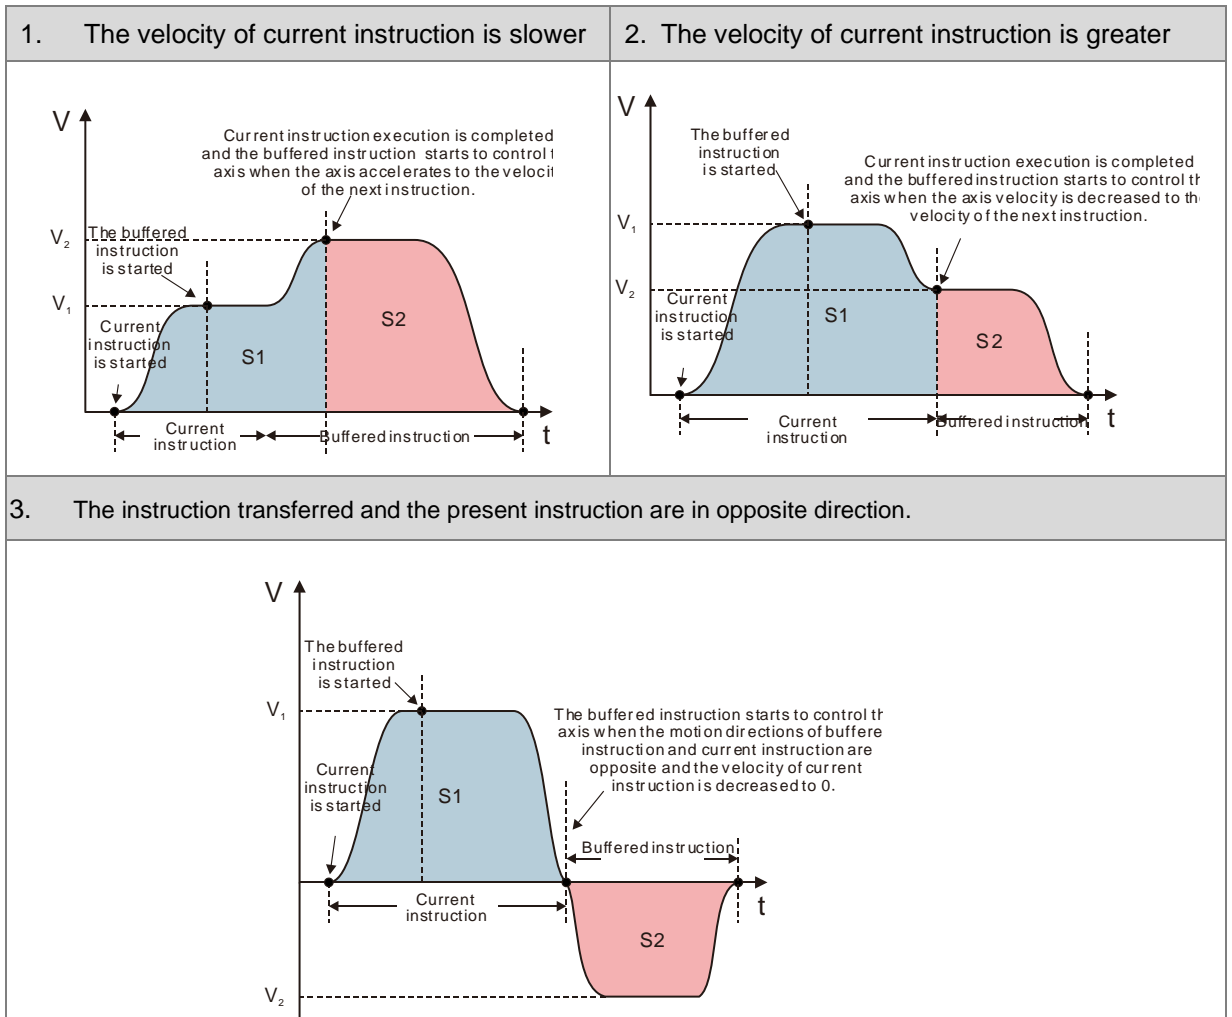 1. The velocity of current instruction is slower
2. The velocity of current instruction is greater
V
Current instruction execution is completed
and the buffered instruction starts to control t
axis when the axis accelerates to the velocit
of the next instruction.
V2
The buffered
instruction
is started
V1
Current
instruction
is started
S1
S2
Current
instruction
Buffered instruction
t
V
The buffered
instruction
is started
Current instruction execution is completed
and the buffered instruction starts to control th
axis when the axis velocity is decreased to the
velocity of the next instruction.
V1
V2
Current
instruction
is started
S1
S2
Current
instruction
Buffered instruction
t
3. The instruction transferred and the present instruction are in opposite direction.
V
The buffered
instruction
is started
V1
The buffered instruction starts to control th
axis when the motion directions of buffere
instruction and current instruction are
opposite and the velocity of current
instruction is decreased to 0.
Current
instruction
is started
S1
Buffered instruction
Current
instruction
t
S2
V2